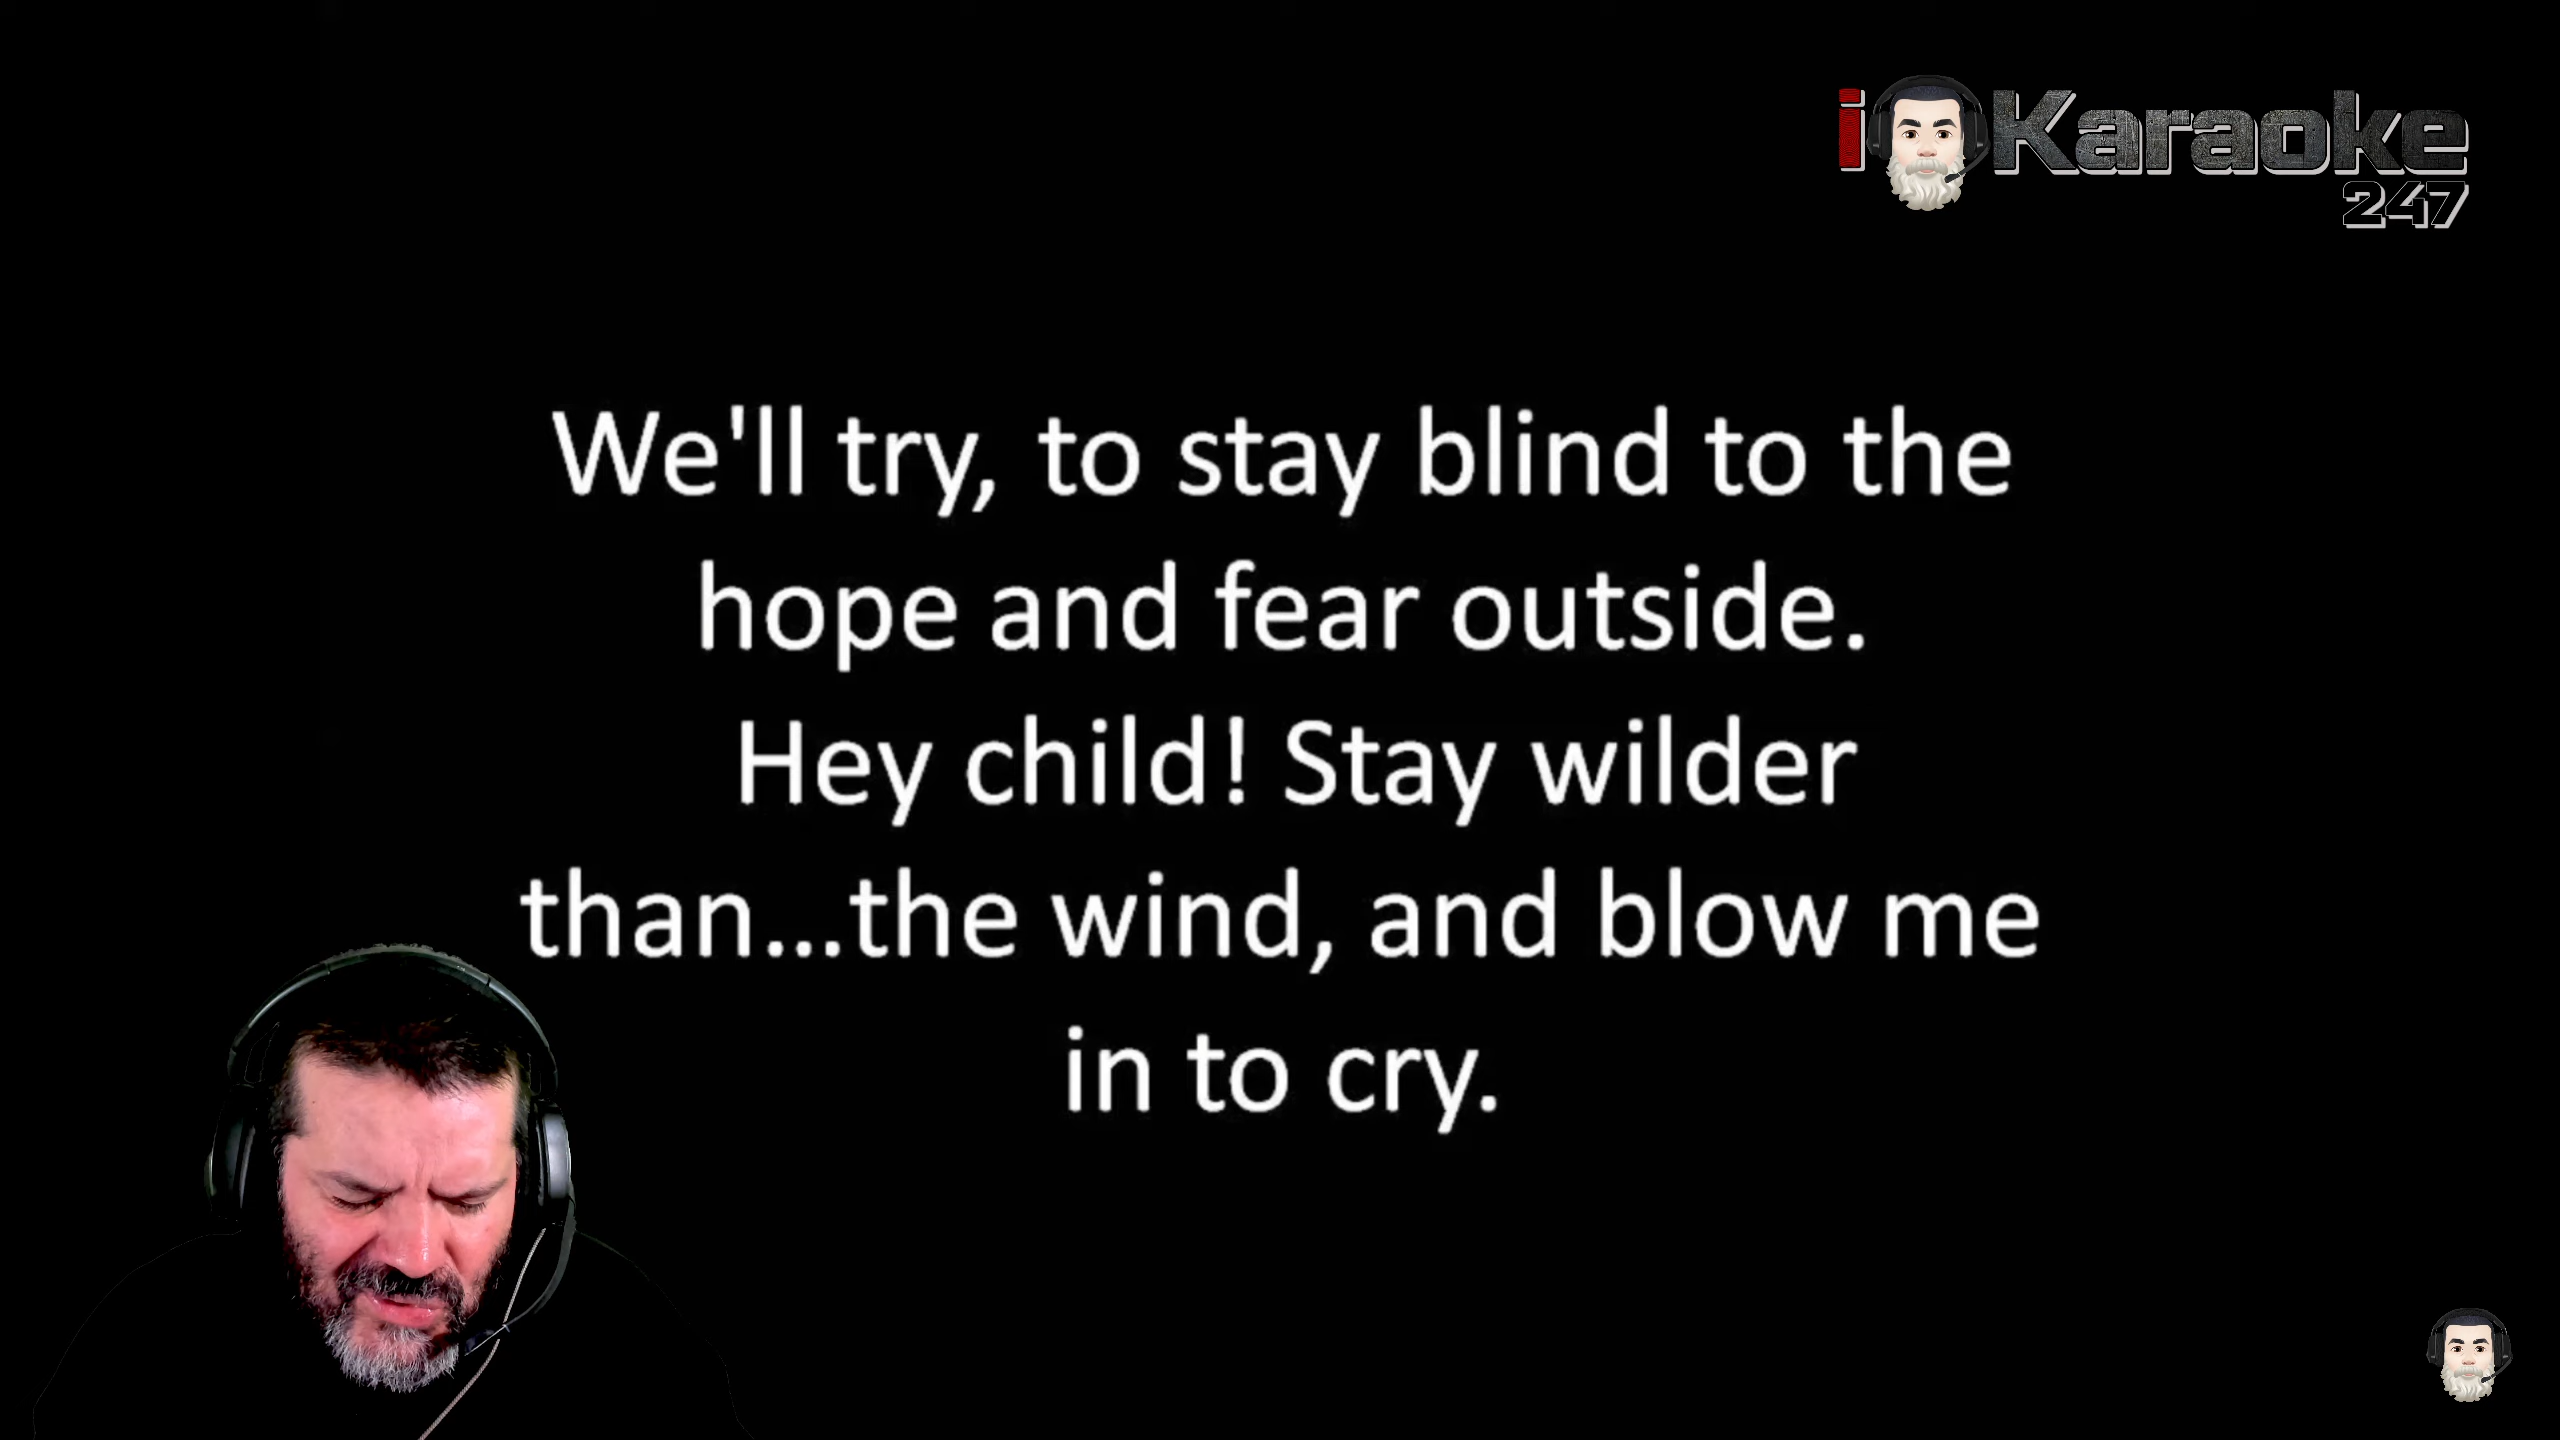 iKaraoke
247
We'll try, to stay blind to the
hope and fear outside.
Hey child! Stay wilder
than...the wind, and blow me
in to cry.